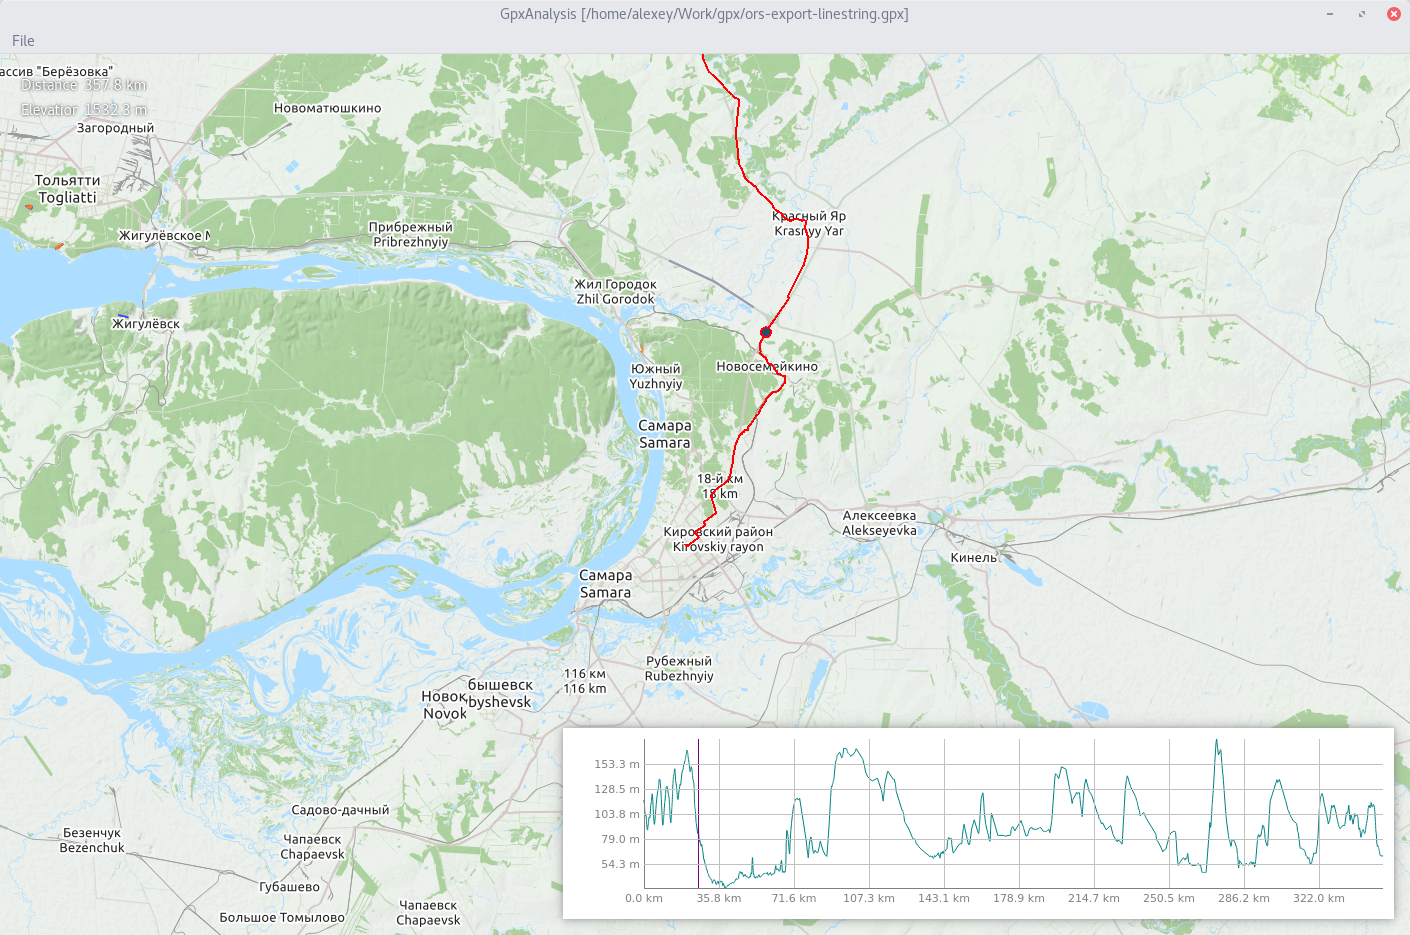 GpxAnalysis [/home/alexey/Work/gpx/ors-export-linestring.gpx]
File
ассив "Берёзовка"
Distance 357.8 km
Elevatior 1532.3 m
Загородный
Новоматюшкино
Тольятти
Togliatti
Красный Яр
Krasnyy Yar
Прибрежный
Pribrezhnyiy
Жигулёвское М
Жил Городок
Zhil Gorodok
Жигулёвск
Южный
Yuzhnyiy
Новосемейкино
Самара
Samara
18-й км
18 km
Алексеевка
Alekseyevka
Кировский район
Kirovskiy rayon
Кинель
Самара
Samara
Рубежный
Rubezhnyiy
116 км
116 km
Новок
Novok
бышевск
byshevsk
Садово-дачный
Безенчук
Bezenchuk
Чапаевск
Chapaevsk
Губашево
Чапаевск
Chapaevsk
Большое Томылово
153.3 m
128.5 m
103.8 m
79.0 m
54.3 m
0.0 km 35.8 km 71.6 km 107.3 km 143.1 km 178.9 km 214.7 km 250.5 km 286.2 km 322.0 km